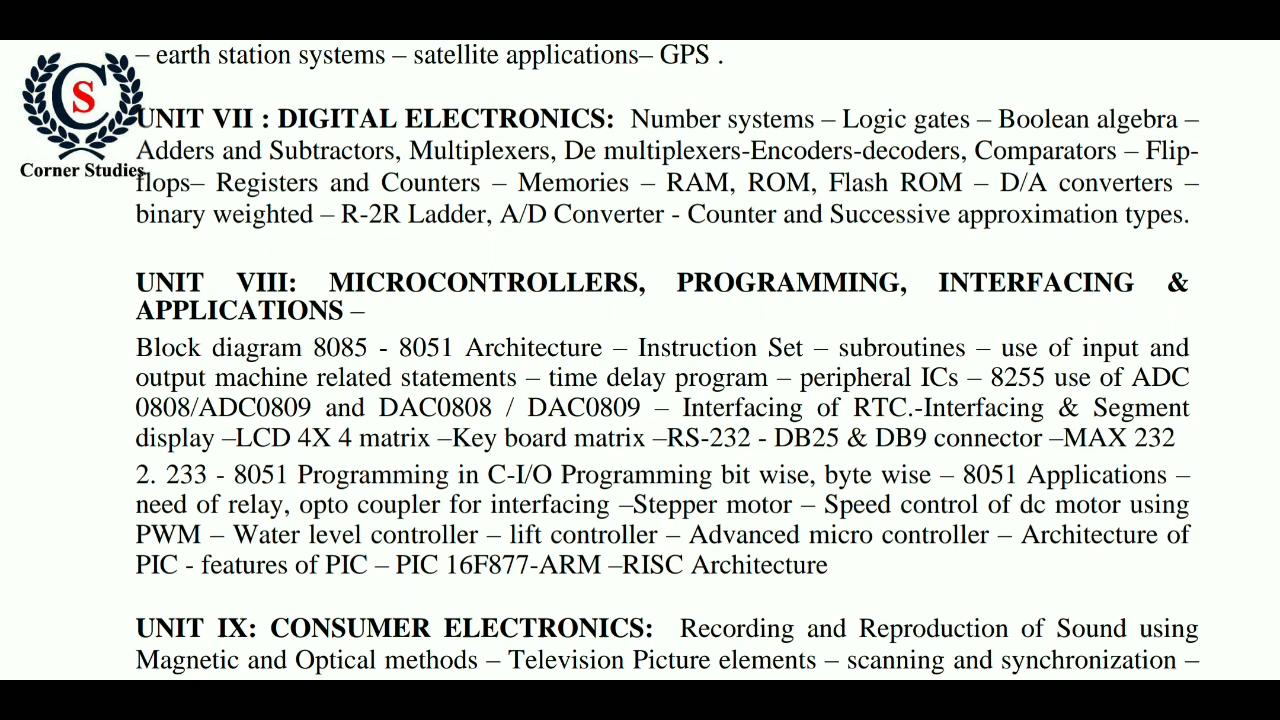 – earth station systems – satellite applications– GPS .
CS
Corner Studies
UNIT VII : DIGITAL ELECTRONICS: Number systems – Logic gates – Boolean algebra –
Adders and Subtractors, Multiplexers, De multiplexers-Encoders-decoders, Comparators – Flip-
flops– Registers and Counters – Memories – RAM, ROM, Flash ROM – D/A converters –
binary weighted – R-2R Ladder, A/D Converter - Counter and Successive approximation types.
UNIT VIII: MICROCONTROLLERS, PROGRAMMING, INTERFACING &
APPLICATIONS –
Block diagram 8085 - 8051 Architecture – Instruction Set – subroutines – use of input and
output machine related statements – time delay program – peripheral ICs – 8255 use of ADC
0808/ADC0809 and DAC0808 / DAC0809 – Interfacing of RTC.-Interfacing & Segment
display –LCD 4X 4 matrix –Key board matrix –RS-232 - DB25 & DB9 connector –MAX 232
2. 233 - 8051 Programming in C-I/O Programming bit wise, byte wise – 8051 Applications –
need of relay, opto coupler for interfacing –Stepper motor – Speed control of dc motor using
PWM – Water level controller – lift controller – Advanced micro controller – Architecture of
PIC - features of PIC – PIC 16F877-ARM –RISC Architecture
UNIT IX: CONSUMER ELECTRONICS: Recording and Reproduction of Sound using
Magnetic and Optical methods – Television Picture elements – scanning and synchronization –